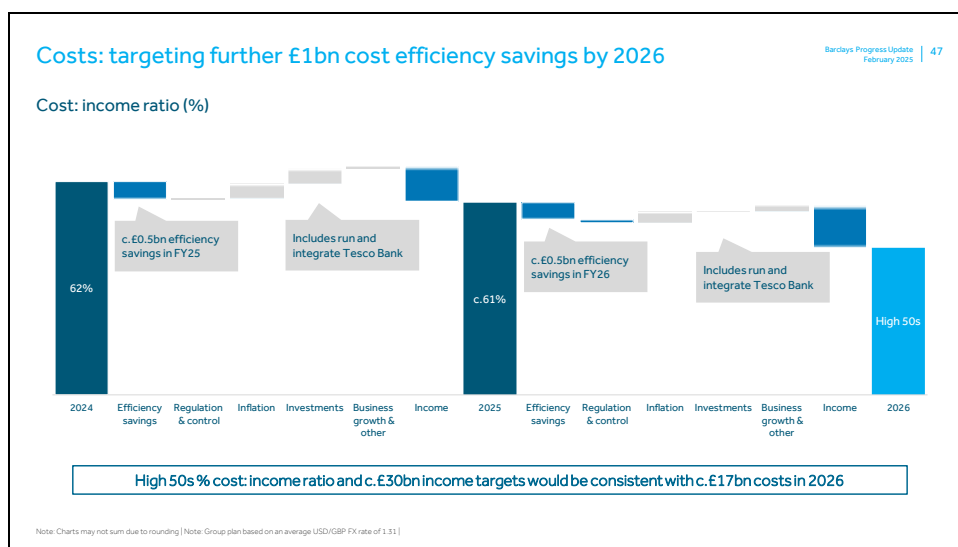 Costs: targeting further £1bn cost efficiency savings by 2026
Barclays Progress Update
February 2025
47
Cost: income ratio (%)
c.£0.5bn efficiency
savings in FY25
Includes run and
integrate Tesco Bank
c.£0.5bn efficiency
savings in FY26
Includes run and
integrate Tesco Bank
62%
c.61%
High 50s
2024
Efficiency
savings
Regulation
& control
Inflation
Investments
Business
growth &
other
Income
2025
Efficiency
savings
Regulation
& control
Inflation
Investments
Business
growth &
other
Income
2026
High 50s % cost: income ratio and c.£30bn income targets would be consistent with c.£17bn costs in 2026
Note: Charts may not sum due to rounding | Note: Group plan based on an average USD/GBP FX rate of 1.31 |